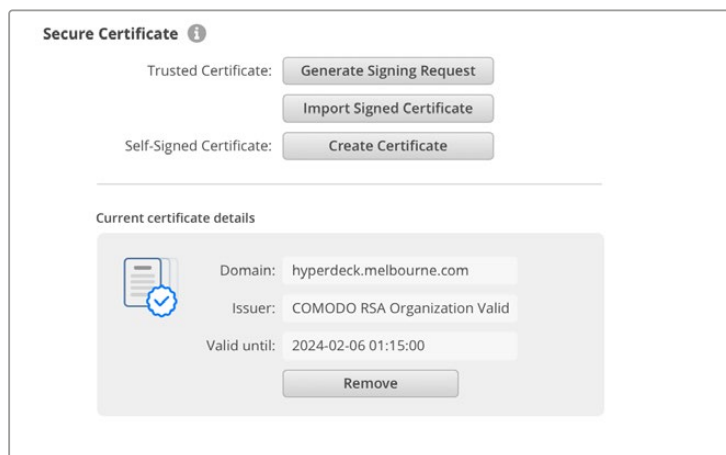 Secure Certificate
Trusted Certificate: Generate Signing Request
Import Signed Certificate
Self-Signed Certificate: Create Certificate
Current certificate details
Domain: hyperdeck.melbourne.com
Issuer: COMODO RSA Organization Valid
Valid until: 2024-02-06 01:15:00
Remove